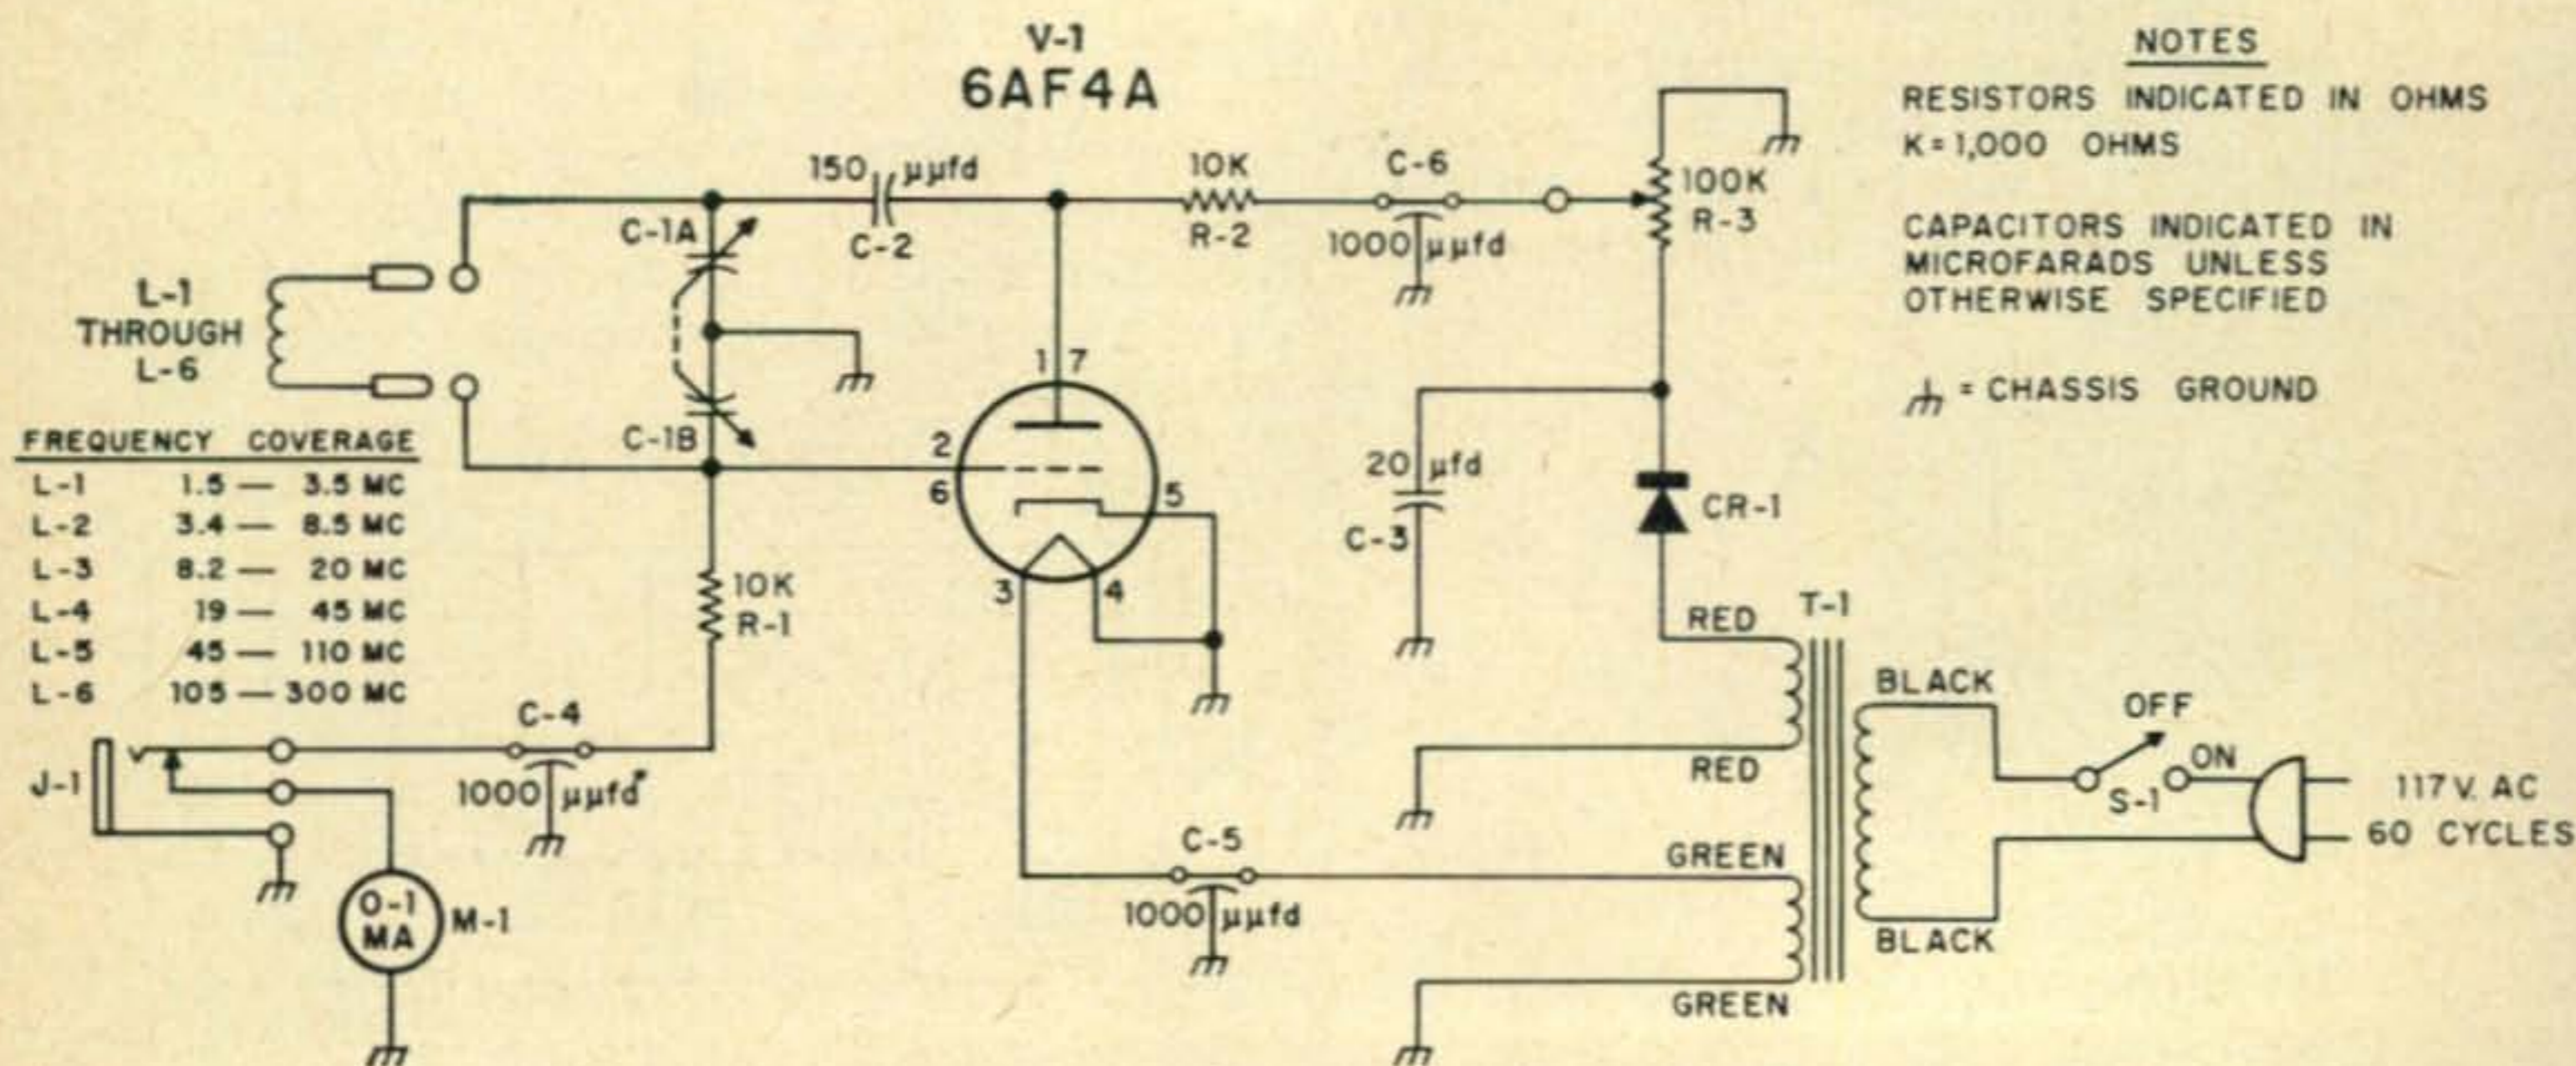 V-1
6AF4A
NOTES
RESISTORS INDICATED IN OHMS
K=1,000 OHMS
CAPACITORS INDICATED IN
MICROFARADS UNLESS
OTHERWISE SPECIFIED
= CHASSIS GROUND
150 μμfd
C-2
10K
R-2
C-6
1000 μμfd
100K
R-3
C-1A
C-1B
L-1
THROUGH
L-6
1 7
2
6
5
3
4
20 μfd
C-3
CR-1
FREQUENCY COVERAGE
L-1 1.5 — 3.5 MC
L-2 3.4 — 8.5 MC
L-3 8.2 — 20 MC
L-4 19 — 45 MC
L-5 45 — 110 MC
L-6 105 — 300 MC
10K
R-1
C-4
1000 μμfd
J-1
0-1
MA
M-1
C-5
1000 μμfd
RED
T-1
RED
GREEN
GREEN
BLACK
BLACK
OFF
ON
S-1
117V. AC
60 CYCLES